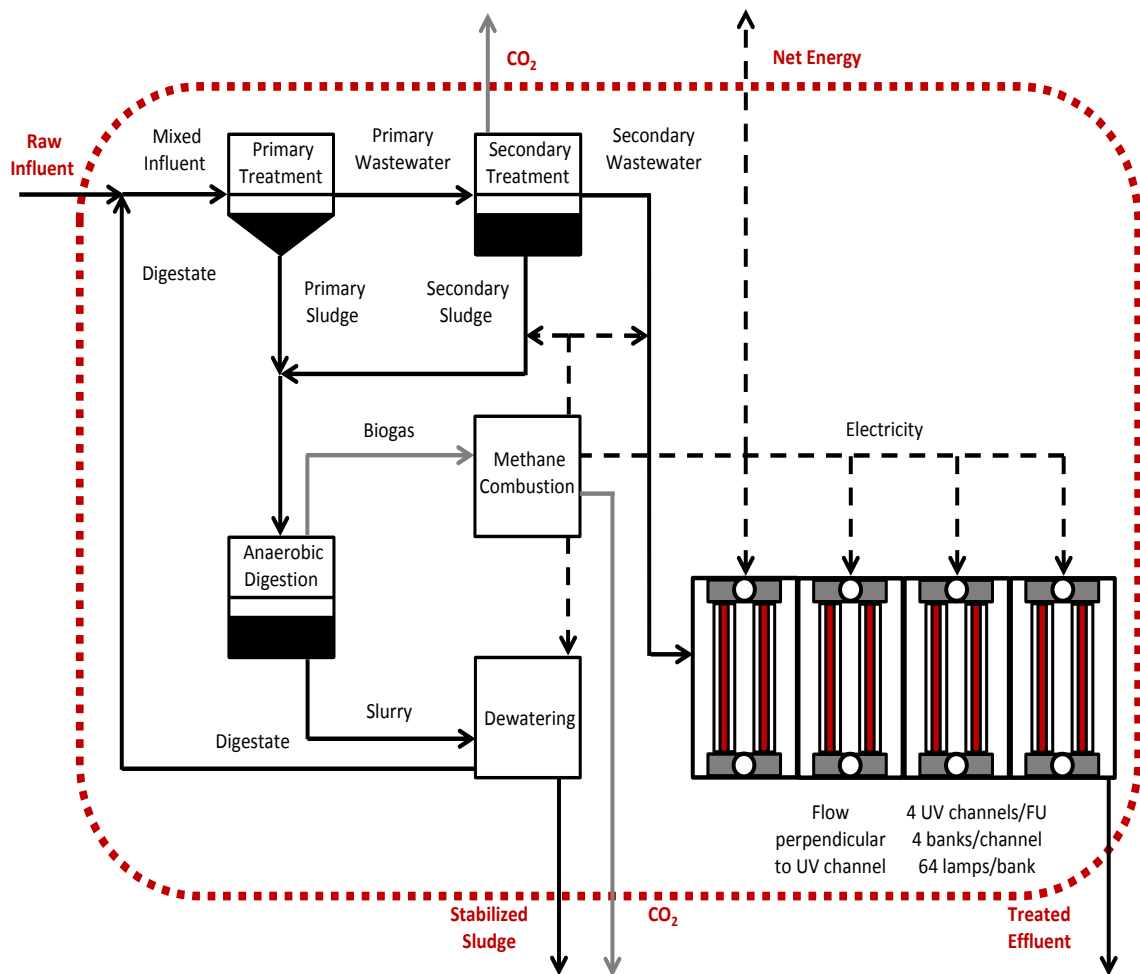 CO2
Net Energy
Raw
Influent
Mixed
Influent
Primary
Treatment
Primary
Wastewater
Secondary
Treatment
Secondary
Wastewater
Digestate
Primary
Sludge
Secondary
Sludge
Biogas
Methane
Combustion
Electricity
Anaerobic
Digestion
Slurry
Digestate
Dewatering
Flow
perpendicular
to UV channel
4 UV channels/FU
4 banks/channel
64 lamps/bank
Stabilized
Sludge
CO2
Treated
Effluent